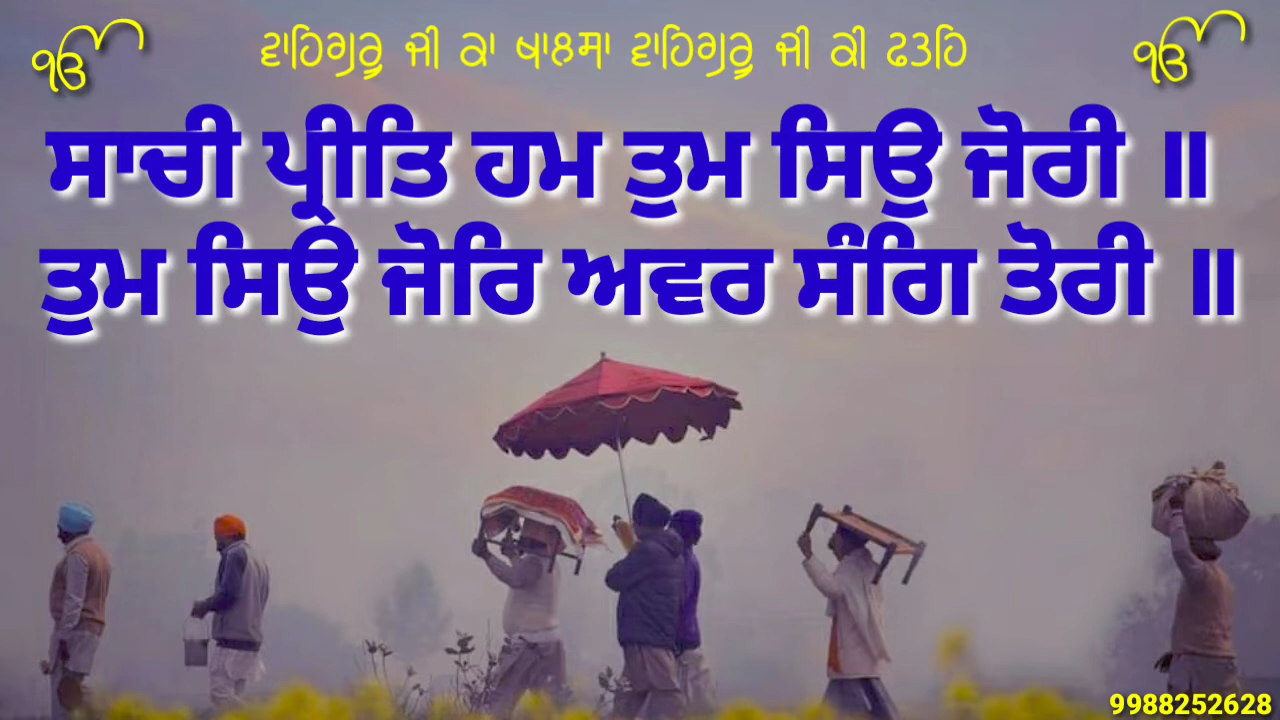 ੴ ਵਾਹਿਗੁਰੂ ਜੀ ਕਾ ਖਾਲਸਾ ਵਾਹਿਗੁਰੂ ਜੀ ਕੀ ਫਤਹਿ ੴ
ਸਾਚੀ ਪ੍ਰੀਤਿ ਹਮ ਤੁਮ ਸਿਉ ਜੋਰੀ ॥
ਤੁਮ ਸਿਉ ਜੋਰਿ ਅਵਰ ਸੰਗਿ ਤੋਰੀ ॥
9988252628